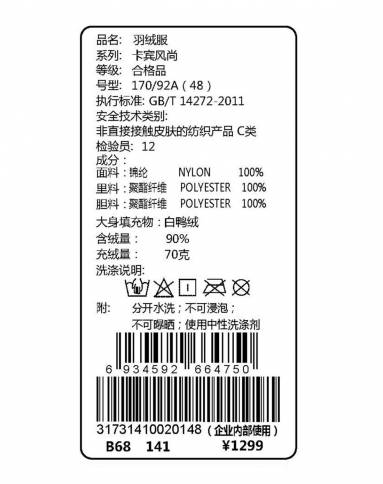 品名: 羽绒服
系列: 卡宾风尚
等级: 合格品
号型: 170/92A (48)
执行标准: GB/T 14272-2011
安全技术类别:
非直接接触皮肤的纺织产品 C类
检验员: 12
成分:
面料: 锦纶 NYLON 100%
里料: 聚酯纤维 POLYESTER 100%
胆料: 聚酯纤维 POLYESTER 100%
大身填充物: 白鸭绒
含绒量: 90%
充绒量: 70克
洗涤说明:
附: 分开水洗; 不可浸泡;
不可曝晒; 使用中性洗涤剂
6 934592 664750
31731410020148 (企业内部使用)
B68 141 ¥1299